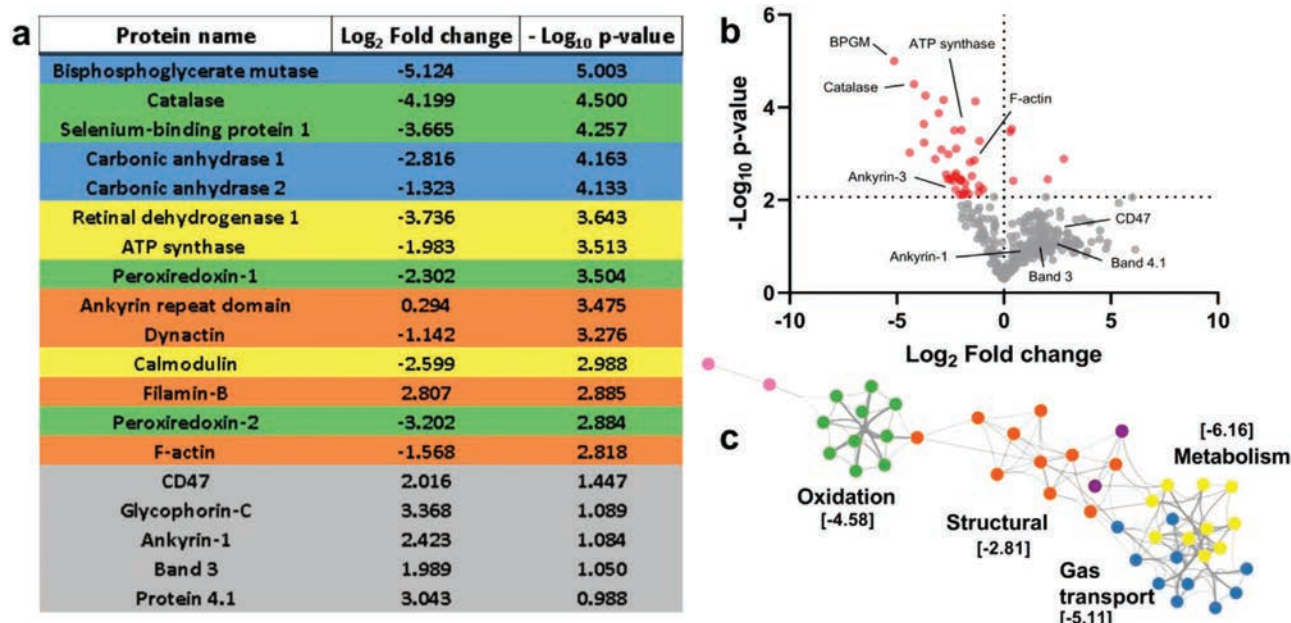 a
Protein name Log₂ Fold change - Log₁₀ p-value
Bisphosphoglycerate mutase -5.124 5.003
Catalase -4.199 4.500
Selenium-binding protein 1 -3.665 4.257
Carbonic anhydrase 1 -2.816 4.163
Carbonic anhydrase 2 -1.323 4.133
Retinal dehydrogenase 1 -3.736 3.643
ATP synthase -1.983 3.513
Peroxiredoxin-1 -2.302 3.504
Ankyrin repeat domain 0.294 3.475
Dynactin -1.142 3.276
Calmodulin -2.599 2.988
Filamin-B 2.807 2.885
Peroxiredoxin-2 -3.202 2.884
F-actin -1.568 2.818
CD47 2.016 1.447
Glycophorin-C 3.368 1.089
Ankyrin-1 2.423 1.084
Band 3 1.989 1.050
Protein 4.1 3.043 0.988
b
-Log₁₀ p-value
6
4
2
0
BPGM
ATP synthase
Catalase
F-actin
Ankyrin-3
CD47
Ankyrin-1
Band 3
Band 4.1
-10 -5 0 5 10
Log₂ Fold change
c
Oxidation
[-4.58]
Structural
[-2.81]
[-6.16]
Metabolism
Gas
transport
[-5.11]